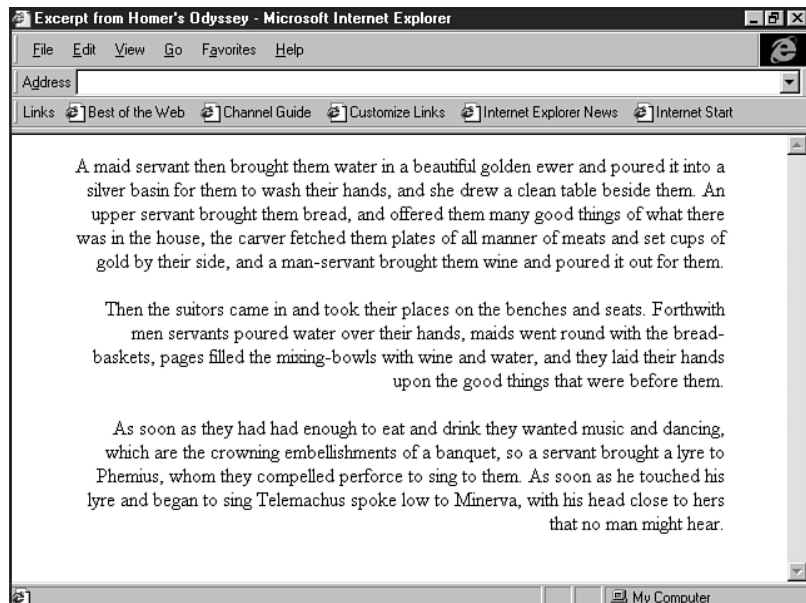 Excerpt from Homer's Odyssey - Microsoft Internet Explorer
File Edit View Go Favorites Help
Address
Links Best of the Web Channel Guide Customize Links Internet Explorer News Internet Start
A maid servant then brought them water in a beautiful golden ewer and poured it into a
silver basin for them to wash their hands, and she drew a clean table beside them. An
upper servant brought them bread, and offered them many good things of what there
was in the house, the carver fetched them plates of all manner of meats and set cups of
gold by their side, and a man-servant brought them wine and poured it out for them.
Then the suitors came in and took their places on the benches and seats. Forthwith
men servants poured water over their hands, maids went round with the bread-
baskets, pages filled the mixing-bowls with wine and water, and they laid their hands
upon the good things that were before them.
As soon as they had had enough to eat and drink they wanted music and dancing,
which are the crowning embellishments of a banquet, so a servant brought a lyre to
Phemius, whom they compelled perforce to sing to them. As soon as he touched his
lyre and began to sing Telemachus spoke low to Minerva, with his head close to hers
that no man might hear.
My Computer